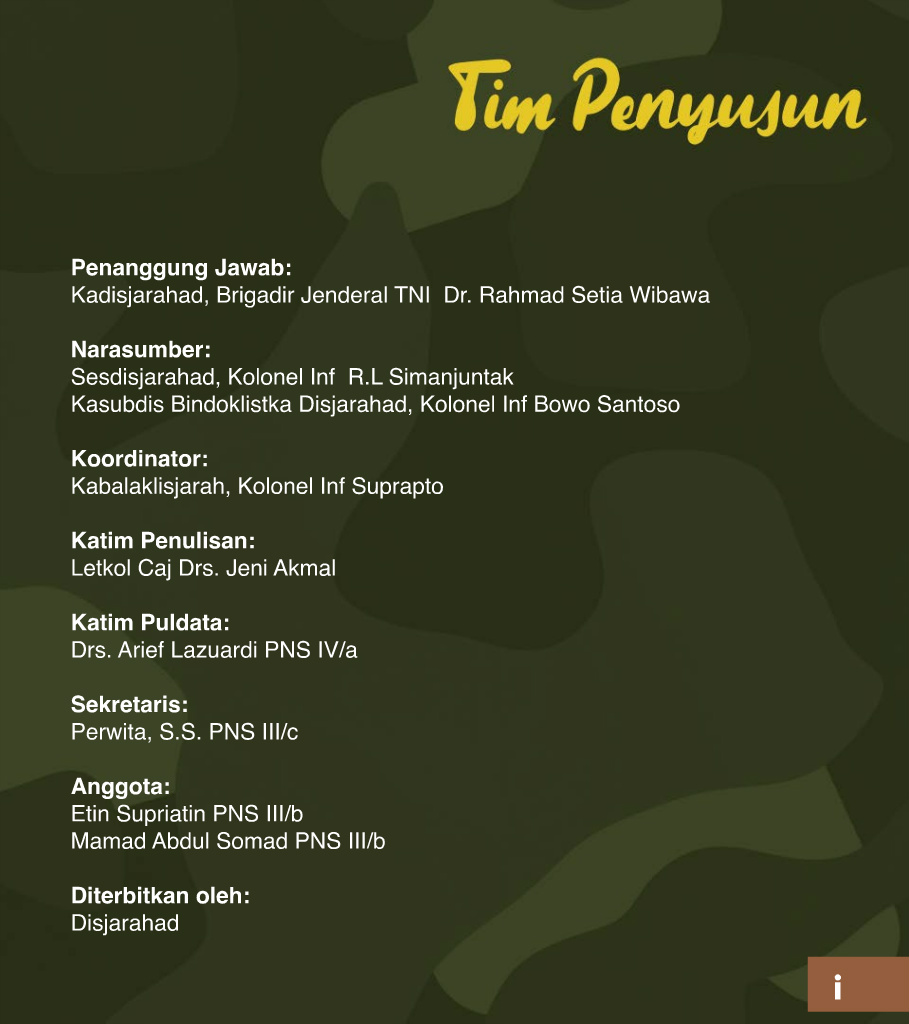 Tim Penyusun
Penanggung Jawab:
Kadisjarahad, Brigadir Jenderal TNI  Dr. Rahmad Setia Wibawa
Narasumber:
Sesdisjarahad, Kolonel Inf  R.L Simanjuntak
Kasubdis Bindoklistka Disjarahad, Kolonel Inf Bowo Santoso
Koordinator:
Kabalaklisjarah, Kolonel Inf Suprapto
Katim Penulisan:
Letkol Caj Drs. Jeni Akmal
Katim Puldata:
Drs. Arief Lazuardi PNS IV/a
Sekretaris:
Perwita, S.S. PNS III/c
Anggota:
Etin Supriatin PNS III/b
Mamad Abdul Somad PNS III/b
Diterbitkan oleh:
Disjarahad
i